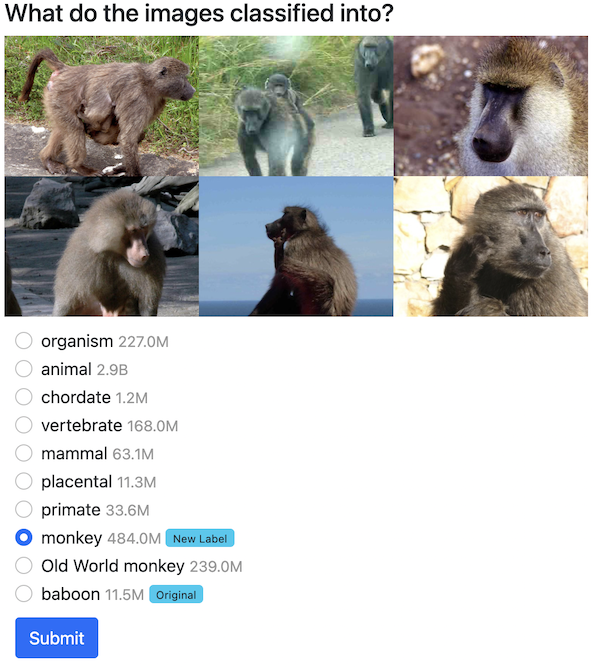 What do the images classified into?
organism 227.0M
animal 2.9B
chordate 1.2M
vertebrate 168.0M
mammal 63.1M
placental 11.3M
primate 33.6M
monkey 484.0M New Label
Old World monkey 239.0M
baboon 11.5M Original
Submit